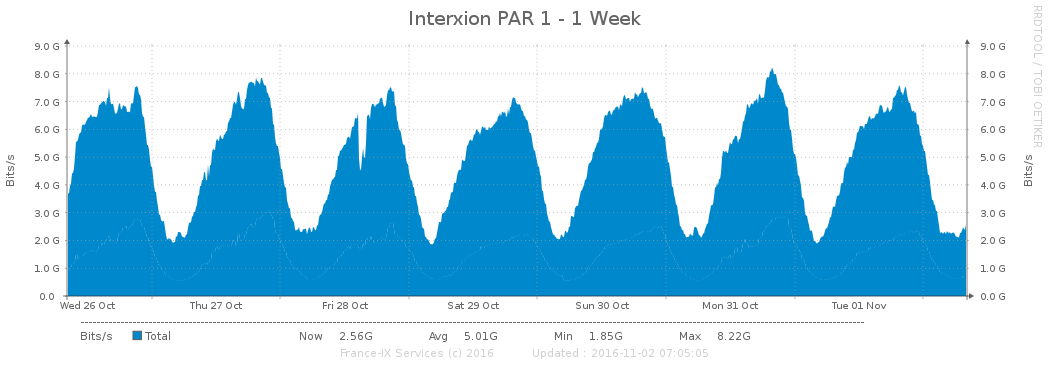 Interxion PAR 1 - 1 Week
RRDTOOL / TOBI OETIKER
Bits/s
Bits/s
9.0 G 9.0 G
8.0 G 8.0 G
7.0 G 7.0 G
6.0 G 6.0 G
5.0 G 5.0 G
4.0 G 4.0 G
3.0 G 3.0 G
2.0 G 2.0 G
1.0 G 1.0 G
0.0 0.0 G
Wed 26 Oct Thu 27 Oct Fri 28 Oct Sat 29 Oct Sun 30 Oct Mon 31 Oct Tue 01 Nov
Bits/s Total Now 2.56G Avg 5.01G Min 1.85G Max 8.22G
France-IX Services (c) 2016 Updated : 2016-11-02 07:05:05